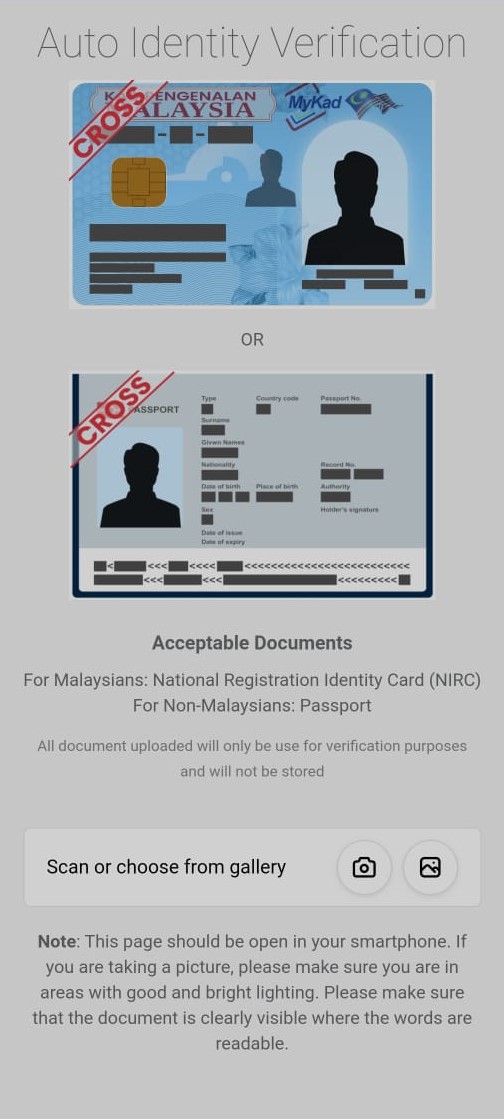 Auto Identity Verification
PENGENALAN
MALAYSIA
MyKad
CROSS
OR
CROSS
PASSPORT
Type
Country code
Passport No.
Surname
Given Names
Nationality
Record No.
Date of birth
Place of birth
Authority
Sex
Holder's signature
Date of issue
Date of expiry
Acceptable Documents
For Malaysians: National Registration Identity Card (NIRC)
For Non-Malaysians: Passport
All document uploaded will only be use for verification purposes
and will not be stored
Scan or choose from gallery
Note: This page should be open in your smartphone. If
you are taking a picture, please make sure you are in
areas with good and bright lighting. Please make sure
that the document is clearly visible where the words are
readable.